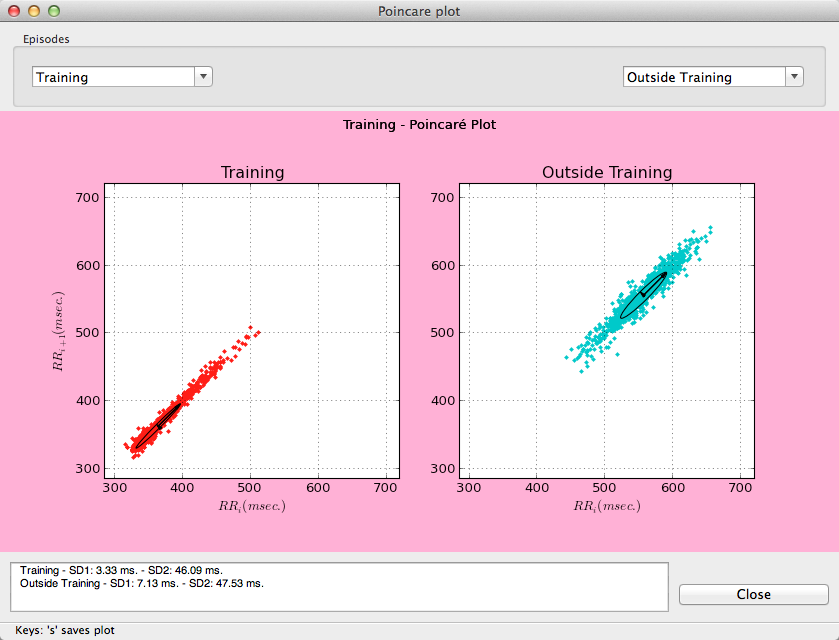 Poincare plot
Episodes
Training
Outside Training
Training - Poincaré Plot
Training
700
600
500
400
300
RRi+1(msec.)
300 400 500 600 700
RRi(msec.)
Outside Training
700
600
500
400
300
300 400 500 600 700
RRi(msec.)
Training - SD1: 3.33 ms. - SD2: 46.09 ms.
Outside Training - SD1: 7.13 ms. - SD2: 47.53 ms.
Close
Keys: 's' saves plot